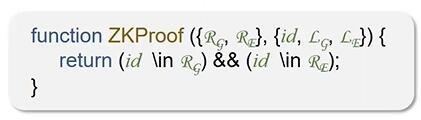 function ZKProof ({ℛ_G, ℛ_E}, {id, ℒ_G, ℒ_E}) {
return (id \in ℛ_G) && (id \in ℛ_E);
}